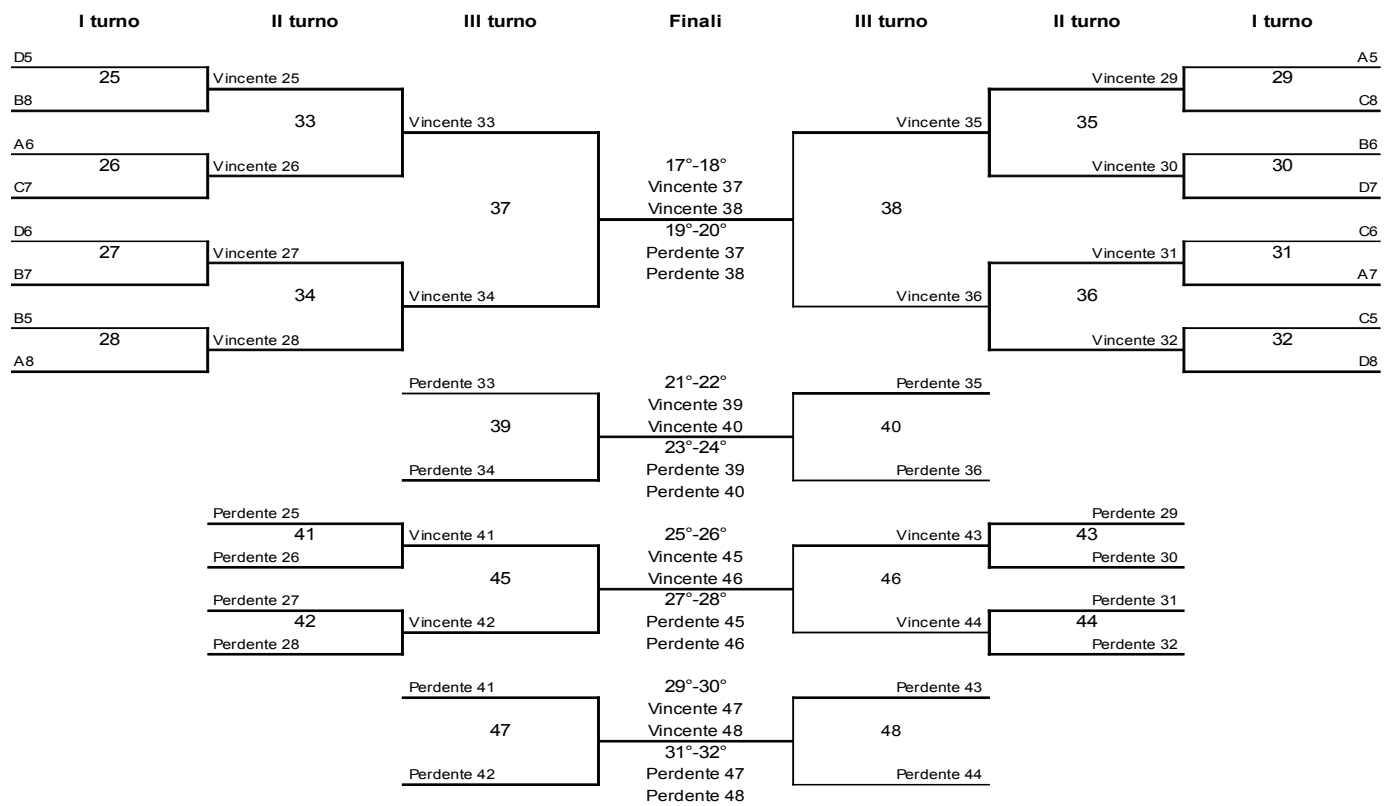 I turno II turno III turno Finali III turno II turno I turno
D5 A5
25 Vincente 25 Vincente 29 29
B8 C8
33 Vincente 33 Vincente 35 35
A6 B6
26 Vincente 26 17°-18° Vincente 30 30
C7 Vincente 37 D7
37 Vincente 38 38
19°-20°
D6 C6
27 Vincente 27 Perdente 37 Vincente 31 31
B7 Perdente 38 A7
34 Vincente 34 Vincente 36 36
B5 C5
28 Vincente 28 Vincente 32 32
A8 D8
Perdente 33 21°-22° Perdente 35
Vincente 39
39 Vincente 40 40
23°-24°
Perdente 34 Perdente 39 Perdente 36
Perdente 40
Perdente 25 Perdente 29
41 Vincente 41 25°-26° Vincente 43 43
Perdente 26 Vincente 45 Perdente 30
45 Vincente 46 46
Perdente 27 27°-28° Perdente 31
42 Vincente 42 Perdente 45 Vincente 44 44
Perdente 28 Perdente 46 Perdente 32
Perdente 41 29°-30° Perdente 43
Vincente 47
47 Vincente 48 48
31°-32°
Perdente 42 Perdente 47 Perdente 44
Perdente 48